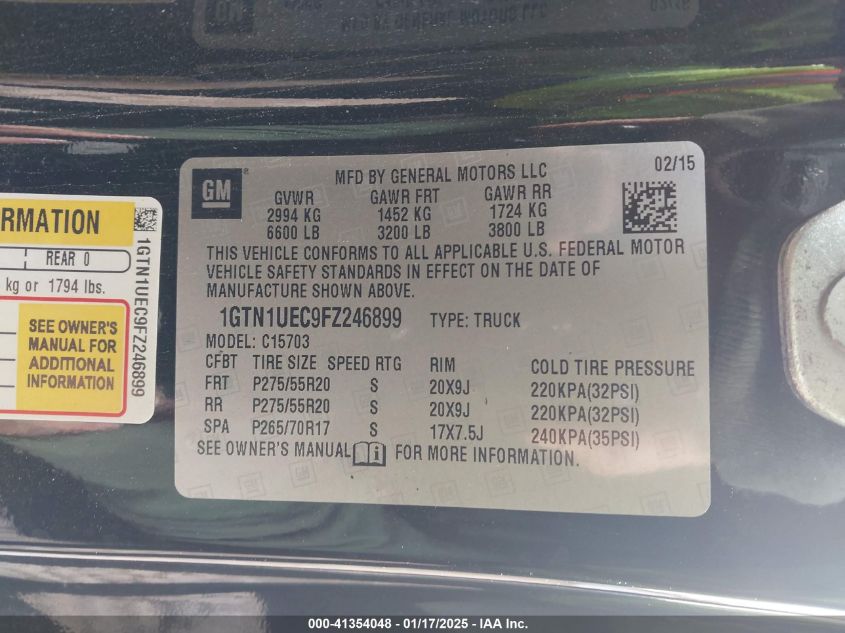 GM
MFD BY GENERAL MOTORS LLC
02/15
GVWR GAWR FRT GAWR RR
2994 KG 1452 KG 1724 KG
6600 LB 3200 LB 3800 LB
THIS VEHICLE CONFORMS TO ALL APPLICABLE U.S. FEDERAL MOTOR
VEHICLE SAFETY STANDARDS IN EFFECT ON THE DATE OF
MANUFACTURE SHOWN ABOVE.
1GTN1UEC9FZ246899 TYPE: TRUCK
MODEL: C15703
CFBT TIRE SIZE SPEED RTG RIM COLD TIRE PRESSURE
FRT P275/55R20 S 20X9J 220KPA(32PSI)
RR P275/55R20 S 20X9J 220KPA(32PSI)
SPA P265/70R17 S 17X7.5J 240KPA(35PSI)
SEE OWNER'S MANUAL FOR MORE INFORMATION.
RMATION
REAR 0
kg or 1794 lbs.
SEE OWNER'S
MANUAL FOR
ADDITIONAL
INFORMATION
1GTN1UEC9FZ246899
000-41354048 — 01/17/2025 — © IAA Inc.